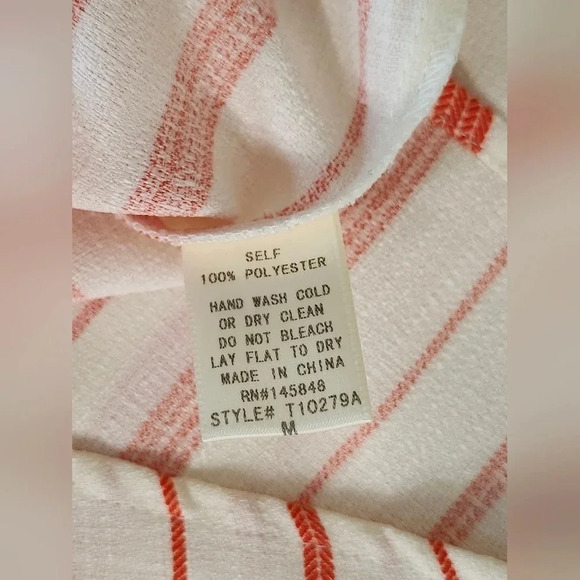 SELF
100% POLYESTER
HAND WASH COLD
OR DRY CLEAN
DO NOT BLEACH
LAY FLAT TO DRY
MADE IN CHINA
RN#145848
STYLE# T10279A
M